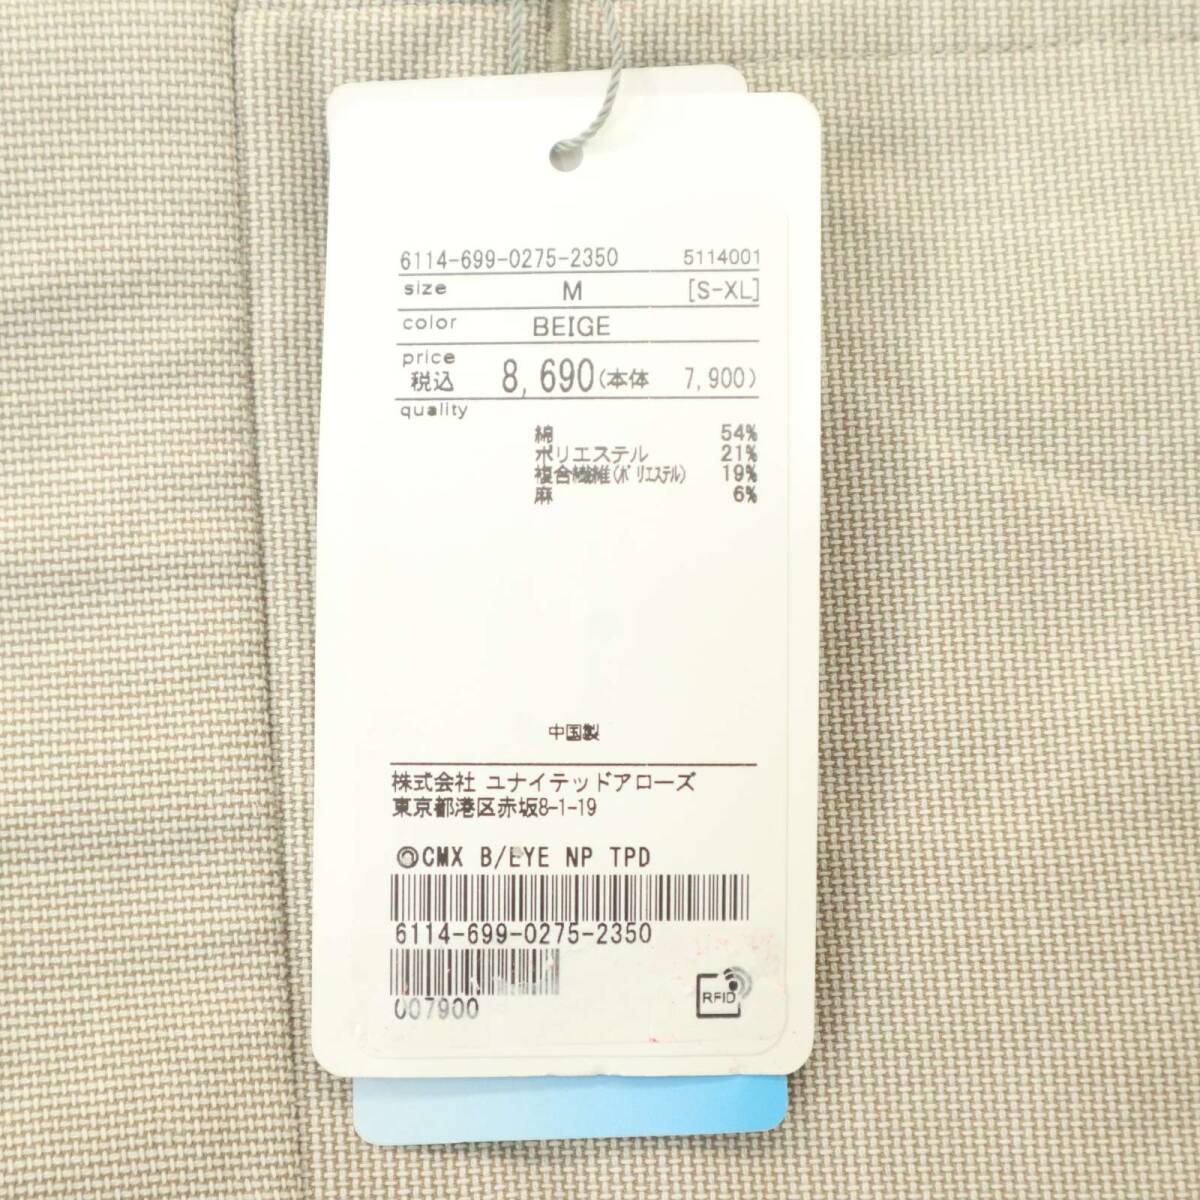 6114-699-0275-2350 5114001
size M [S-XL]
color BEIGE
price
税込 8,690(本体 7,900)
quality
綿 54%
ポリエステル 21%
複合繊維(ポリエステル) 19%
麻 6%
中国製
株式会社 ユナイテッドアローズ
東京都港区赤坂8-1-19
◎CMX B/EYE NP TPD
6114-699-0275-2350
007900
RFID